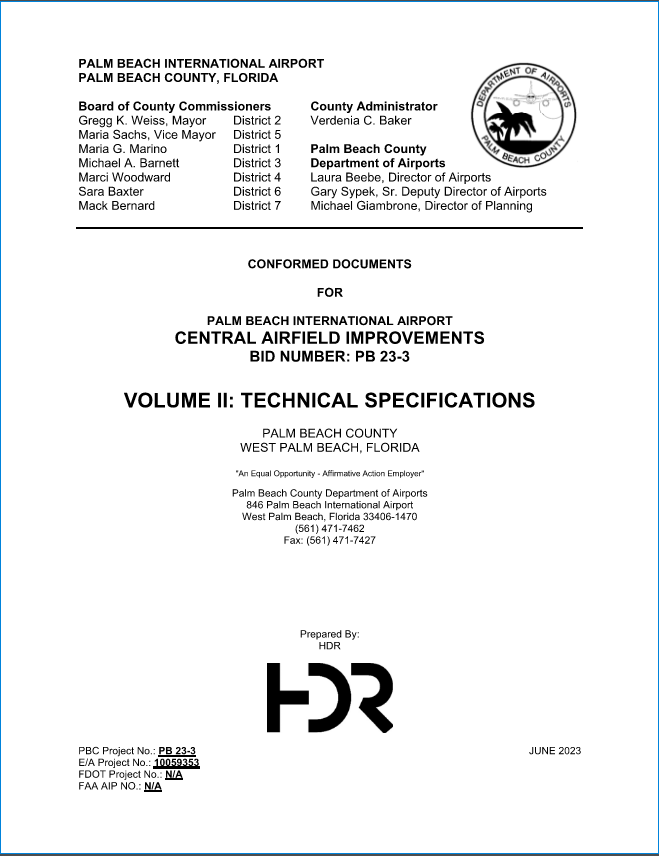 PALM BEACH INTERNATIONAL AIRPORT
PALM BEACH COUNTY, FLORIDA
Board of County Commissioners
Gregg K. Weiss, Mayor District 2
Maria Sachs, Vice Mayor District 5
Maria G. Marino District 1
Michael A. Barnett District 3
Marci Woodward District 4
Sara Baxter District 6
Mack Bernard District 7
County Administrator
Verdenia C. Baker
Palm Beach County
Department of Airports
Laura Beebe, Director of Airports
Gary Sypek, Sr. Deputy Director of Airports
Michael Giambrone, Director of Planning
DEPARTMENT OF AIRPORTS
PALM BEACH COUNTY
CONFORMED DOCUMENTS
FOR
PALM BEACH INTERNATIONAL AIRPORT
CENTRAL AIRFIELD IMPROVEMENTS
BID NUMBER: PB 23-3
VOLUME II: TECHNICAL SPECIFICATIONS
PALM BEACH COUNTY
WEST PALM BEACH, FLORIDA
"An Equal Opportunity - Affirmative Action Employer"
Palm Beach County Department of Airports
846 Palm Beach International Airport
West Palm Beach, Florida 33406-1470
(561) 471-7462
Fax: (561) 471-7427
Prepared By:
HDR
HDR
PBC Project No.: PB 23-3
E/A Project No.: 10059353
FDOT Project No.: N/A
FAA AIP NO.: N/A
JUNE 2023